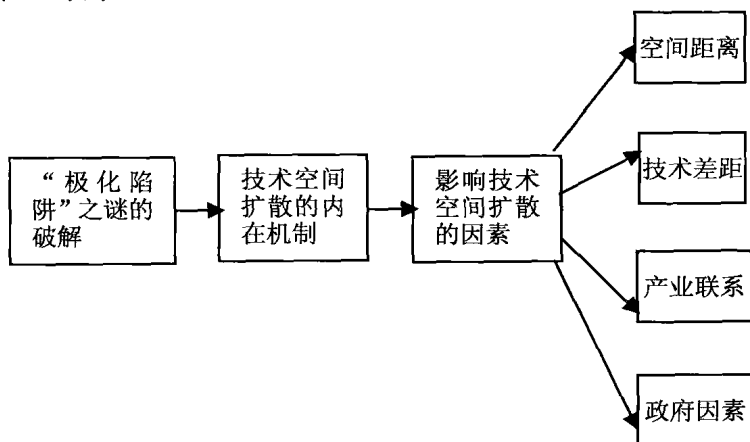 “极化陷
阱”之谜的
破解
技术空间
扩散的内
在机制
影响技术
空间扩散
的因素
空间距离
技术差距
产业联系
政府因素